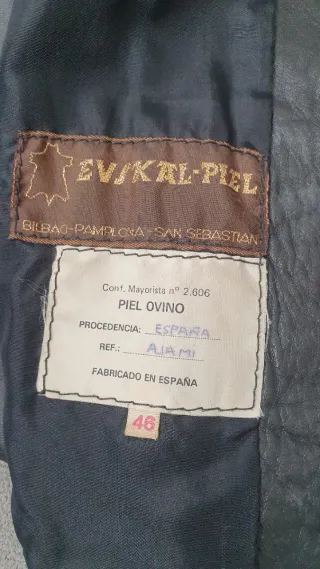 EUSKAL-PIEL
BILBAO-PAMPLONA-SAN SEBASTIAN
Conf. Mayorista nº 2.606
PIEL OVINO
PROCEDENCIA: ESPAÑA
REF.: AJAMI
FABRICADO EN ESPAÑA
46